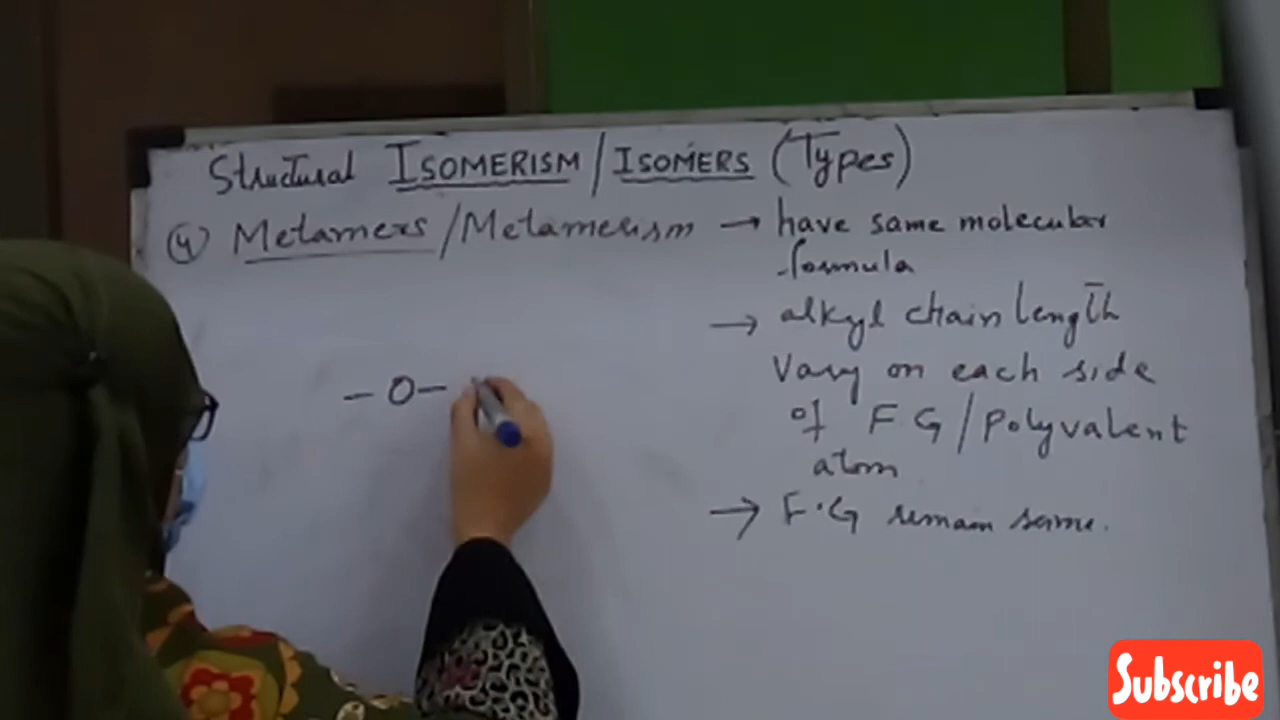 Structural ISOMERISM / ISOMERS (Types)
4) Metamers / Metamerism → have same molecular
formula
→ alkyl chain length
Vary on each side
of F G / Polyvalent
atom
→ F.G remain same.
- O -
Subscribe